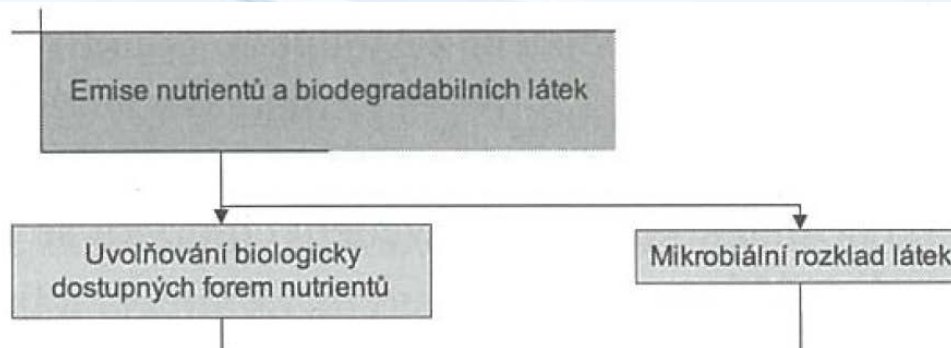 Emise nutrientů a biodegradabilních látek
Uvolňování biologicky
dostupných forem nutrientů
Mikrobiální rozklad látek